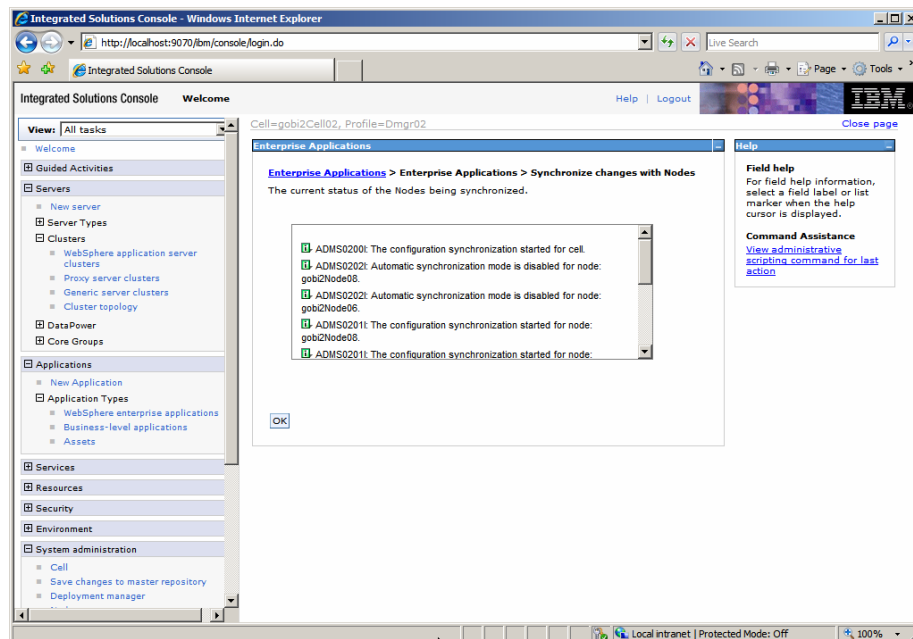 Integrated Solutions Console - Windows Internet Explorer
http://localhost:9070/ibm/console/login.do
Live Search
Integrated Solutions Console
Page
Tools
Integrated Solutions Console Welcome
Help | Logout
IBM
View: All tasks
Welcome
Guided Activities
Servers
New server
Server Types
Clusters
WebSphere application server
clusters
Proxy server clusters
Generic server clusters
Cluster topology
DataPower
Core Groups
Applications
New Application
Application Types
WebSphere enterprise applications
Business-level applications
Assets
Services
Resources
Security
Environment
System administration
Cell
Save changes to master repository
Deployment manager
Cell=gobi2Cell02, Profile=Dmgr02
Close page
Enterprise Applications
Enterprise Applications > Enterprise Applications > Synchronize changes with Nodes
The current status of the Nodes being synchronized.
ADMS0200I: The configuration synchronization started for cell.
ADMS0202I: Automatic synchronization mode is disabled for node:
gobi2Node08.
ADMS0202I: Automatic synchronization mode is disabled for node:
gobi2Node06.
ADMS0201I: The configuration synchronization started for node:
gobi2Node08.
ADMS0201I: The configuration synchronization started for node:
OK
Help
Field help
For field help information,
select a field label or list
marker when the help
cursor is displayed.
Command Assistance
View administrative
scripting command for last
action
Local intranet | Protected Mode: Off
100%